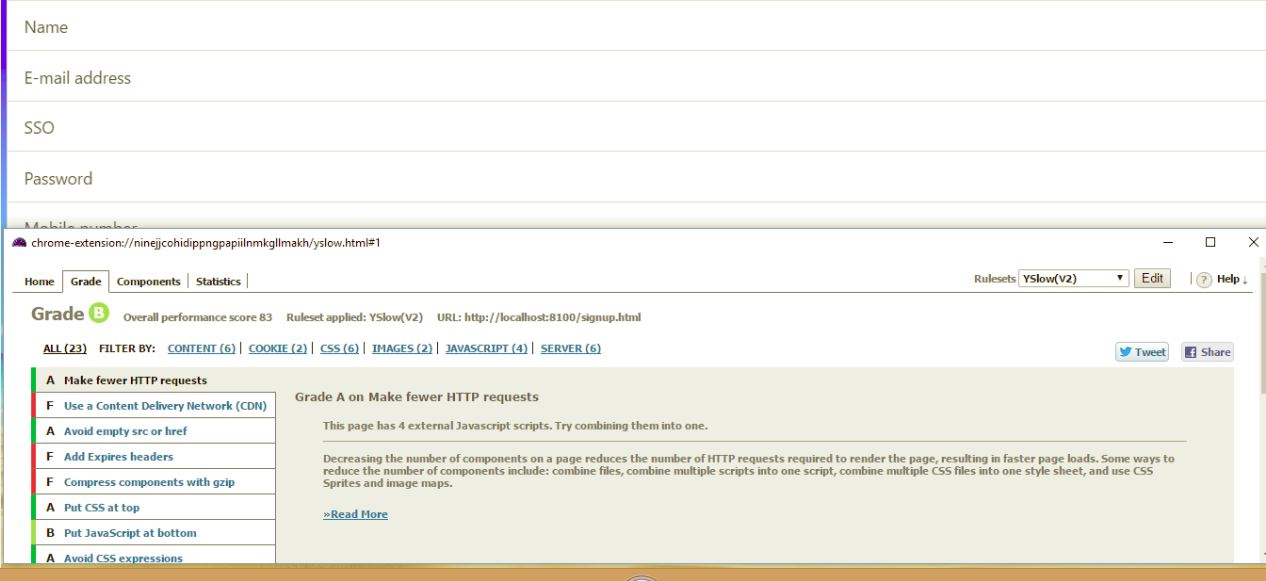 Name
E-mail address
SSO
Password
Mobile number
chrome-extension://ninejjcohidippngpapiilnmkgllmakh/yslow.html#1
Home Grade Components Statistics Rulesets YSlow(V2) Edit ? Help ↓
Grade B Overall performance score 83 Ruleset applied: YSlow(V2) URL: http://localhost:8100/signup.html
ALL (23) FILTER BY: CONTENT (6) | COOKIE (2) | CSS (6) | IMAGES (2) | JAVASCRIPT (4) | SERVER (6)
Tweet Share
A Make fewer HTTP requests
F Use a Content Delivery Network (CDN)
A Avoid empty src or href
F Add Expires headers
F Compress components with gzip
A Put CSS at top
B Put JavaScript at bottom
A Avoid CSS expressions
Grade A on Make fewer HTTP requests
This page has 4 external Javascript scripts. Try combining them into one.
Decreasing the number of components on a page reduces the number of HTTP requests required to render the page, resulting in faster page loads. Some ways to
reduce the number of components include: combine files, combine multiple scripts into one script, combine multiple CSS files into one style sheet, and use CSS
Sprites and image maps.
»Read More